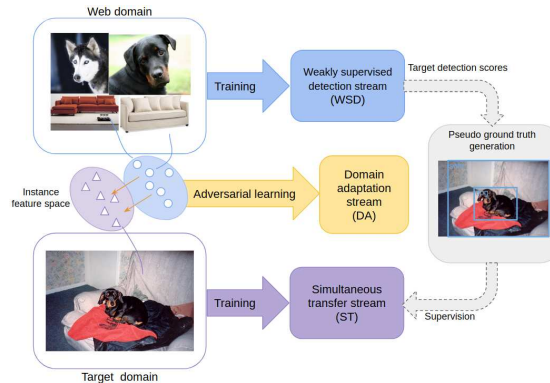 Web domain
Training
Weakly supervised
detection stream
(WSD)
Target detection scores
Pseudo ground truth
generation
Instance
feature space
Adversarial learning
Domain
adaptation
stream
(DA)
Training
Simultaneous
transfer stream
(ST)
Supervision
Target domain